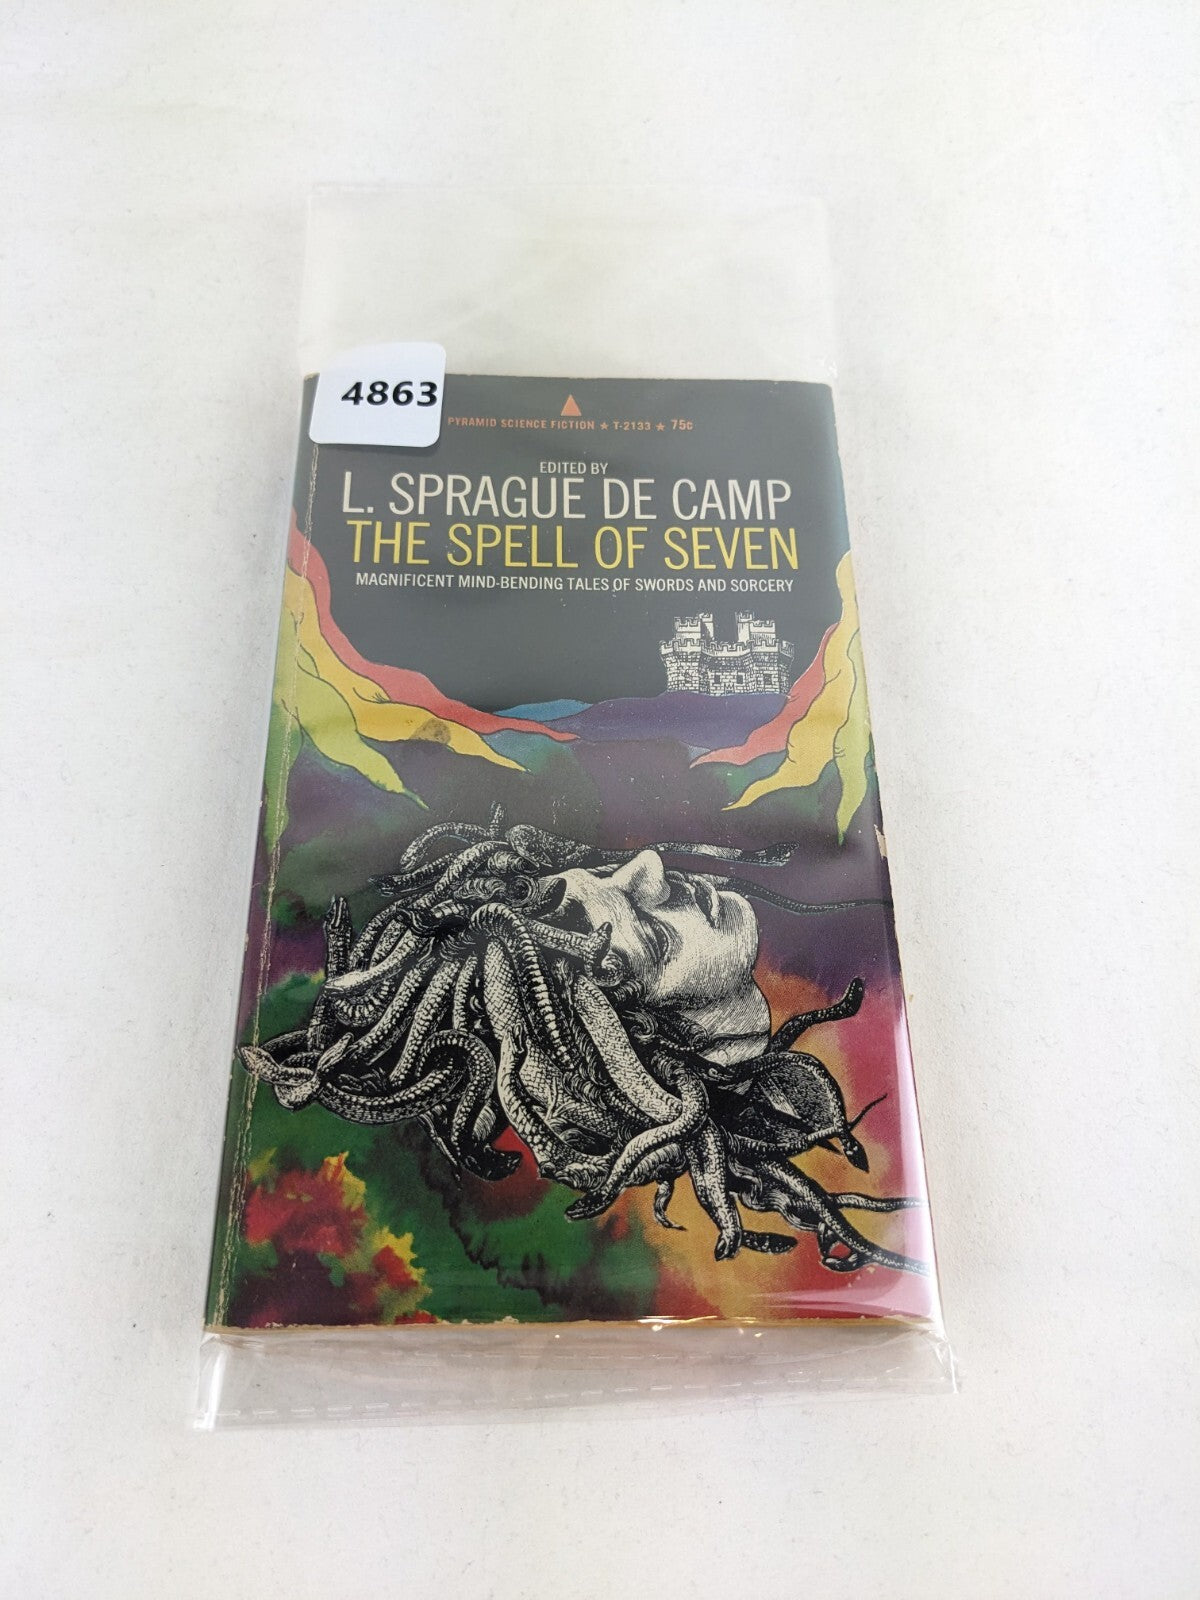 4863
PYRAMID SCIENCE FICTION ★ T-2133 ★ 75¢
EDITED BY
L. SPRAGUE DE CAMP
THE SPELL OF SEVEN
MAGNIFICENT MIND-BENDING TALES OF SWORDS AND SORCERY